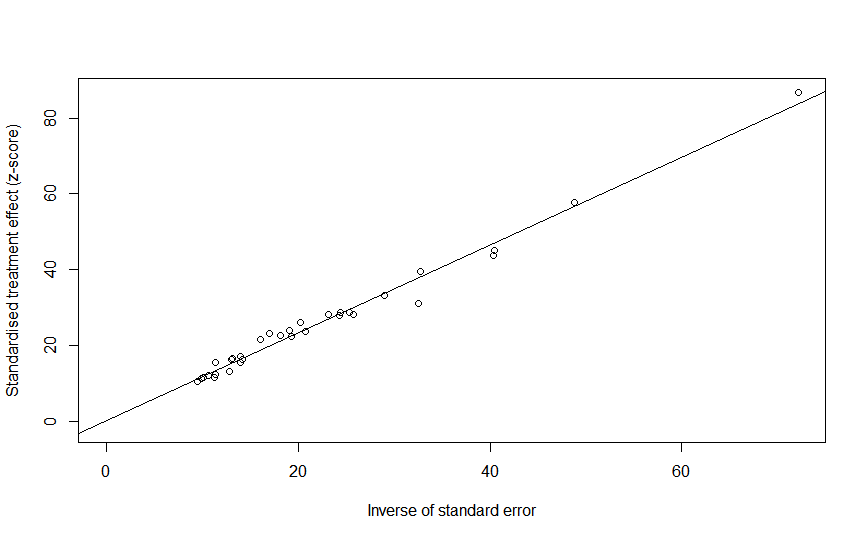 Standardised treatment effect (z-score)
80
60
40
20
0
0 20 40 60
Inverse of standard error